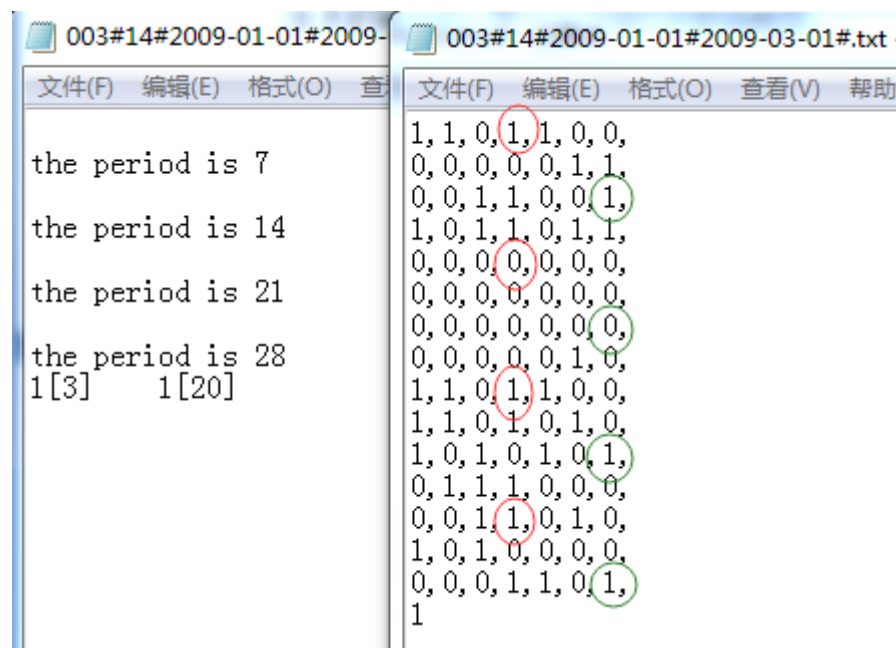 003#14#2009-01-01#2009-
文件(F) 编辑(E) 格式(O) 查
the period is 7
the period is 14
the period is 21
the period is 28
1[3] 1[20]
003#14#2009-01-01#2009-03-01#.txt -
文件(F) 编辑(E) 格式(O) 查看(V) 帮助
1, 1, 0, 1, 1, 0, 0,
0, 0, 0, 0, 0, 1, 1,
0, 0, 1, 1, 0, 0, 1,
1, 0, 1, 1, 0, 1, 1,
0, 0, 0, 0, 0, 0, 0,
0, 0, 0, 0, 0, 0, 0,
0, 0, 0, 0, 0, 0, 0,
0, 0, 0, 0, 0, 1, 0,
1, 1, 0, 1, 1, 0, 0,
1, 1, 0, 1, 0, 1, 0,
1, 0, 1, 0, 1, 0, 1,
0, 1, 1, 1, 0, 0, 0,
0, 0, 1, 1, 0, 1, 0,
1, 0, 1, 0, 0, 0, 0,
0, 0, 0, 1, 1, 0, 1,
1